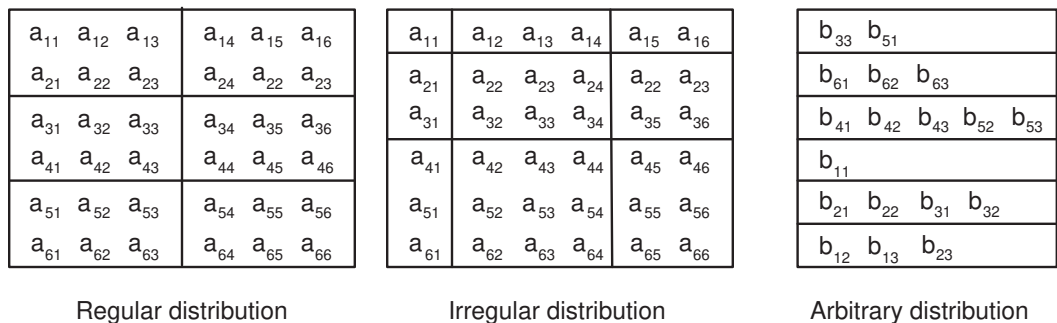 a₁₁ a₁₂ a₁₃ a₁₄ a₁₅ a₁₆
a₂₁ a₂₂ a₂₃ a₂₄ a₂₂ a₂₃
a₃₁ a₃₂ a₃₃ a₃₄ a₃₅ a₃₆
a₄₁ a₄₂ a₄₃ a₄₄ a₄₅ a₄₆
a₅₁ a₅₂ a₅₃ a₅₄ a₅₅ a₅₆
a₆₁ a₆₂ a₆₃ a₆₄ a₆₅ a₆₆
Regular distribution
a₁₁ a₁₂ a₁₃ a₁₄ a₁₅ a₁₆
a₂₁ a₂₂ a₂₃ a₂₄ a₂₂ a₂₃
a₃₁ a₃₂ a₃₃ a₃₄ a₃₅ a₃₆
a₄₁ a₄₂ a₄₃ a₄₄ a₄₅ a₄₆
a₅₁ a₅₂ a₅₃ a₅₄ a₅₅ a₅₆
a₆₁ a₆₂ a₆₃ a₆₄ a₆₅ a₆₆
Irregular distribution
b₃₃ b₅₁
b₆₁ b₆₂ b₆₃
b₄₁ b₄₂ b₄₃ b₅₂ b₅₃
b₁₁
b₂₁ b₂₂ b₃₁ b₃₂
b₁₂ b₁₃ b₂₃
Arbitrary distribution